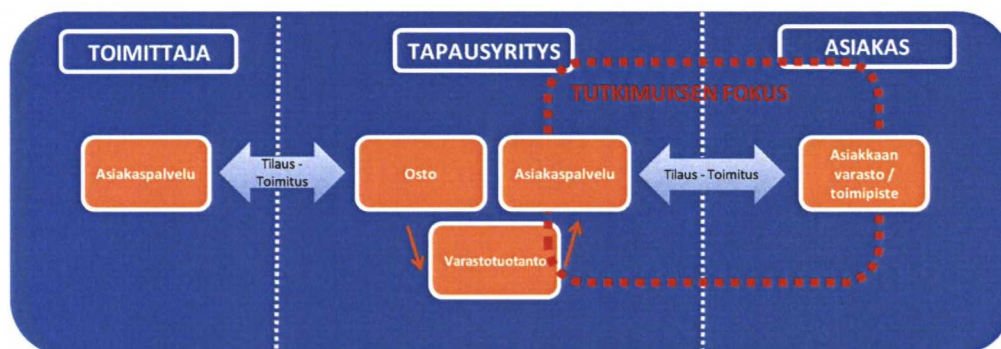 TOIMITTAJA
TAPAUSYRITYS
ASIAKAS
TUTKIMUKSEN FOKUS
Asiakaspalvelu
Tilaus -
Toimitus
Osto
Asiakaspalvelu
Tilaus - Toimitus
Asiakkaan
varasto /
toimipiste
Varastotuotanto